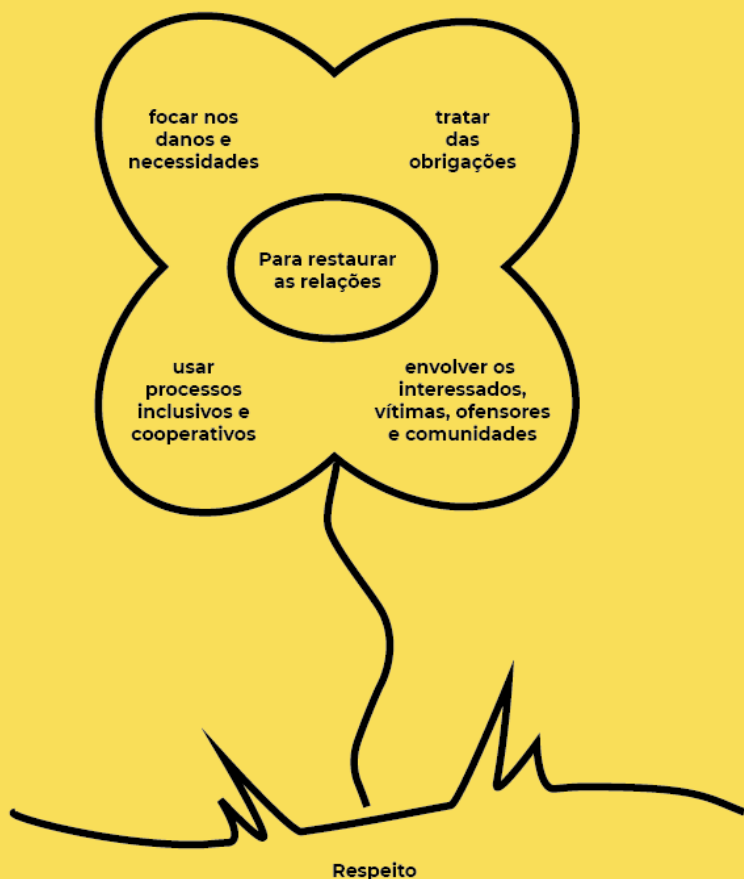 focar nos
danos e
necessidades
tratar
das
obrigações
Para restaurar
as relações
usar
processos
inclusivos e
cooperativos
envolver os
interessados,
vítimas, ofensores
e comunidades
Respeito